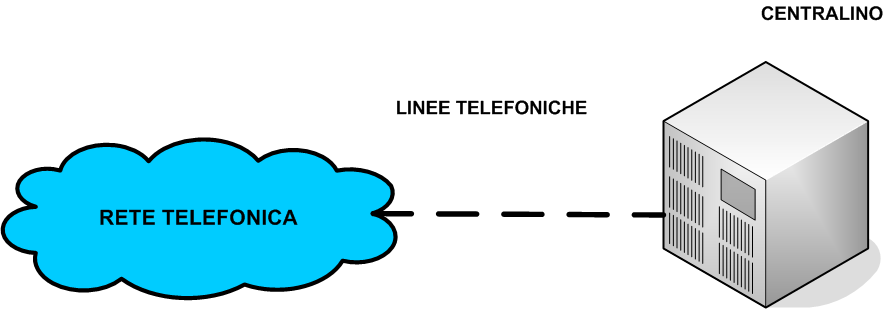 CENTRALINO
LINEE TELEFONICHE
RETE TELEFONICA